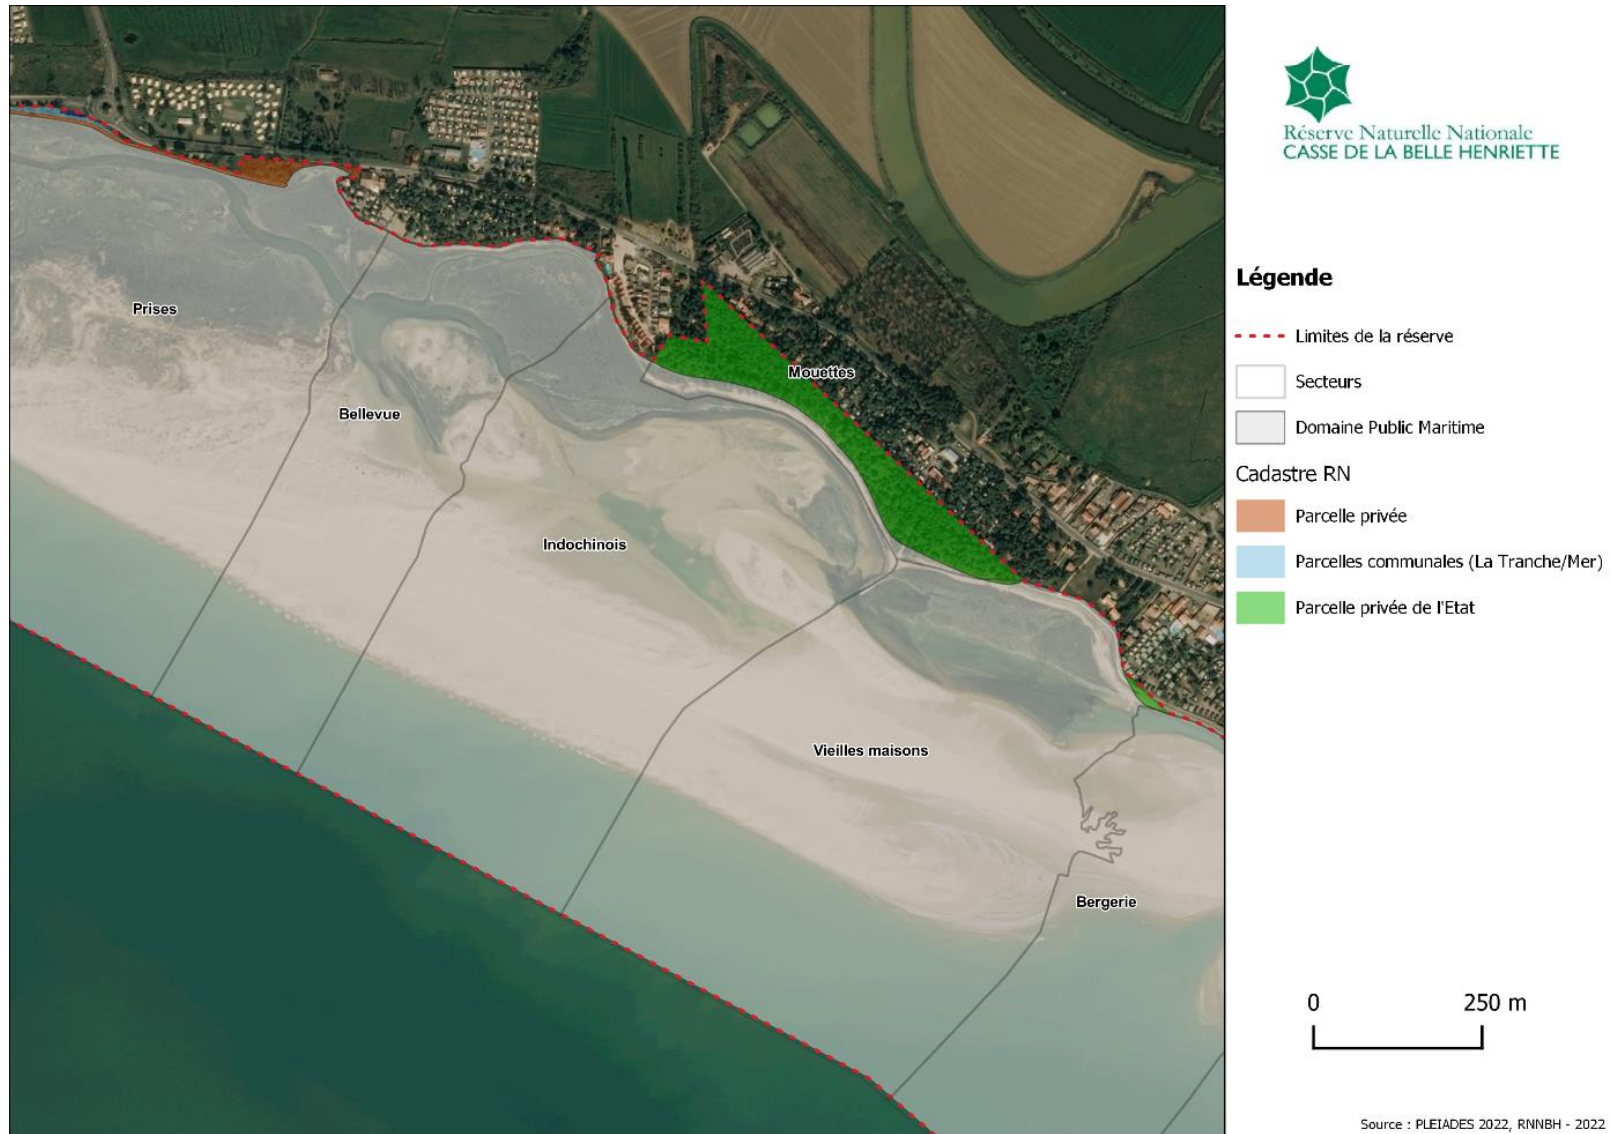 Prises
Bellevue
Indochinois
Mouettes
Vieilles maisons
Bergerie
Réserve Naturelle Nationale
CASSE DE LA BELLE HENRIETTE
Légende
Limites de la réserve
Secteurs
Domaine Public Maritime
Cadastre RN
Parcelle privée
Parcelles communales (La Tranche/Mer)
Parcelle privée de l'Etat
0 250 m
Source : PLEIADES 2022, RNNBH - 2022